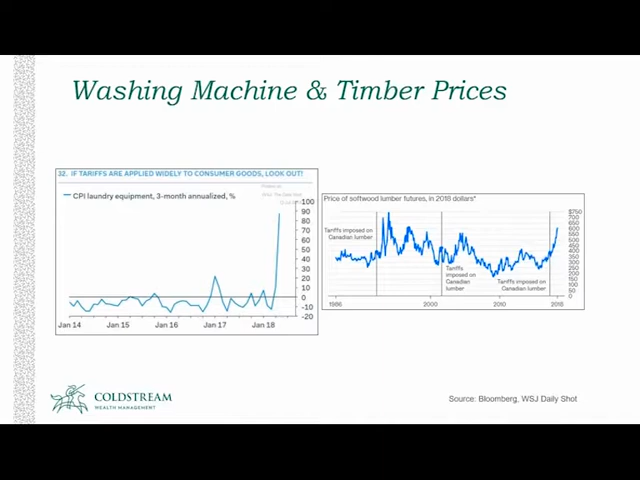 Washing Machine & Timber Prices
32. IF TARIFFS ARE APPLIED WIDELY TO CONSUMER GOODS, LOOK OUT!
CPI laundry equipment, 3-month annualized, %
100
90
80
70
60
50
40
30
20
10
0
-10
-20
Jan 14 Jan 15 Jan 16 Jan 17 Jan 18
Price of softwood lumber futures, in 2018 dollars*
$750
700
650
600
550
500
450
400
350
300
250
200
150
100
50
0
Tariffs imposed on
Canadian lumber
Tariffs
imposed on
Canadian
lumber
Tariffs imposed
on Canadian lumber
2000 2010 2018
COLDSTREAM
WEALTH MANAGEMENT
Source: Bloomberg, WSJ Daily Shot